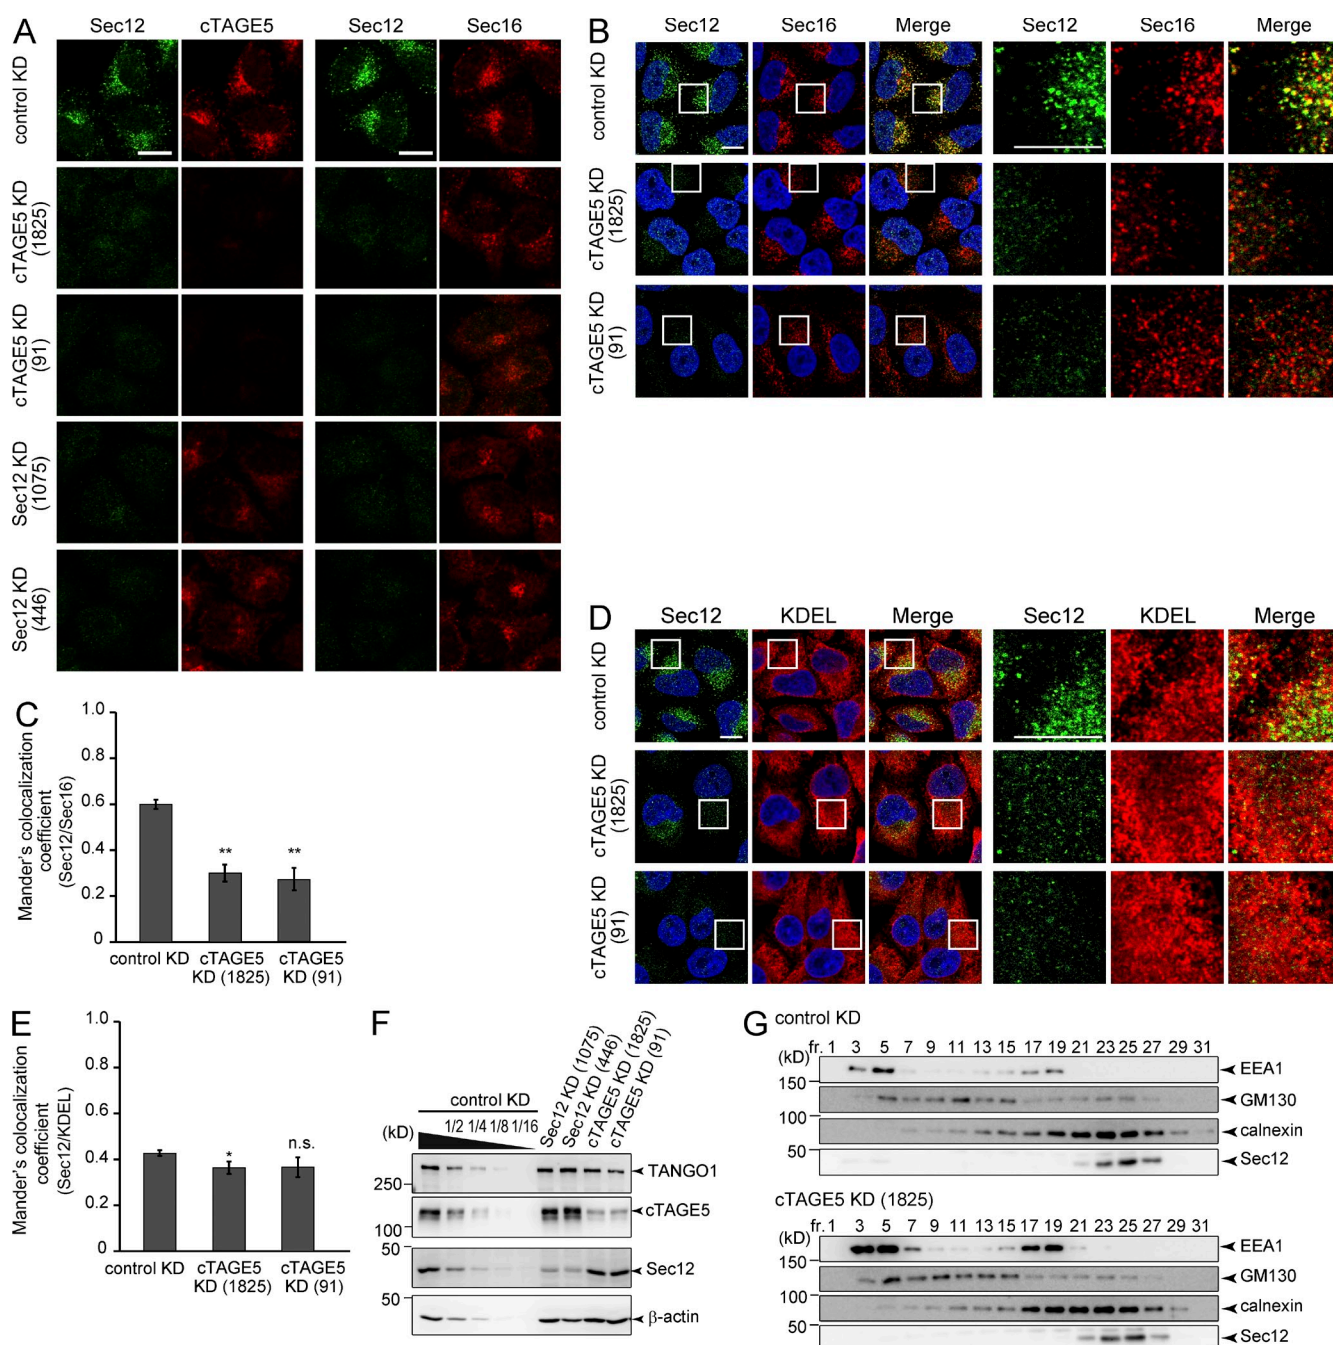 A
Sec12 cTAGE5 Sec12 Sec16
control KD
cTAGE5 KD
(1825)
cTAGE5 KD
(91)
Sec12 KD
(1075)
Sec12 KD
(446)
B
Sec12 Sec16 Merge Sec12 Sec16 Merge
control KD
cTAGE5 KD
(1825)
cTAGE5 KD
(91)
C
Mander's colocalization
coefficient
(Sec12/Sec16)
1.0
0.8
0.6
0.4
0.2
0
** **
control KD cTAGE5 cTAGE5
KD (1825) KD (91)
D
Sec12 KDEL Merge Sec12 KDEL Merge
control KD
cTAGE5 KD
(1825)
cTAGE5 KD
(91)
E
Mander's colocalization
coefficient
(Sec12/KDEL)
1.0
0.8
0.6
0.4
0.2
0
* n.s.
control KD cTAGE5 cTAGE5
KD (1825) KD (91)
F
control KD
1/2 1/4 1/8 1/16
Sec12 KD (1075)
Sec12 KD (446)
cTAGE5 KD (1825)
cTAGE5 KD (91)
(kD)
TANGO1
250
cTAGE5
100
50
Sec12
50
β-actin
G
control KD
fr. 1 3 5 7 9 11 13 15 17 19 21 23 25 27 29 31
(kD)
EEA1
150
GM130
100
calnexin
50
Sec12
cTAGE5 KD (1825)
fr. 1 3 5 7 9 11 13 15 17 19 21 23 25 27 29 31
(kD)
EEA1
150
GM130
100
calnexin
50
Sec12